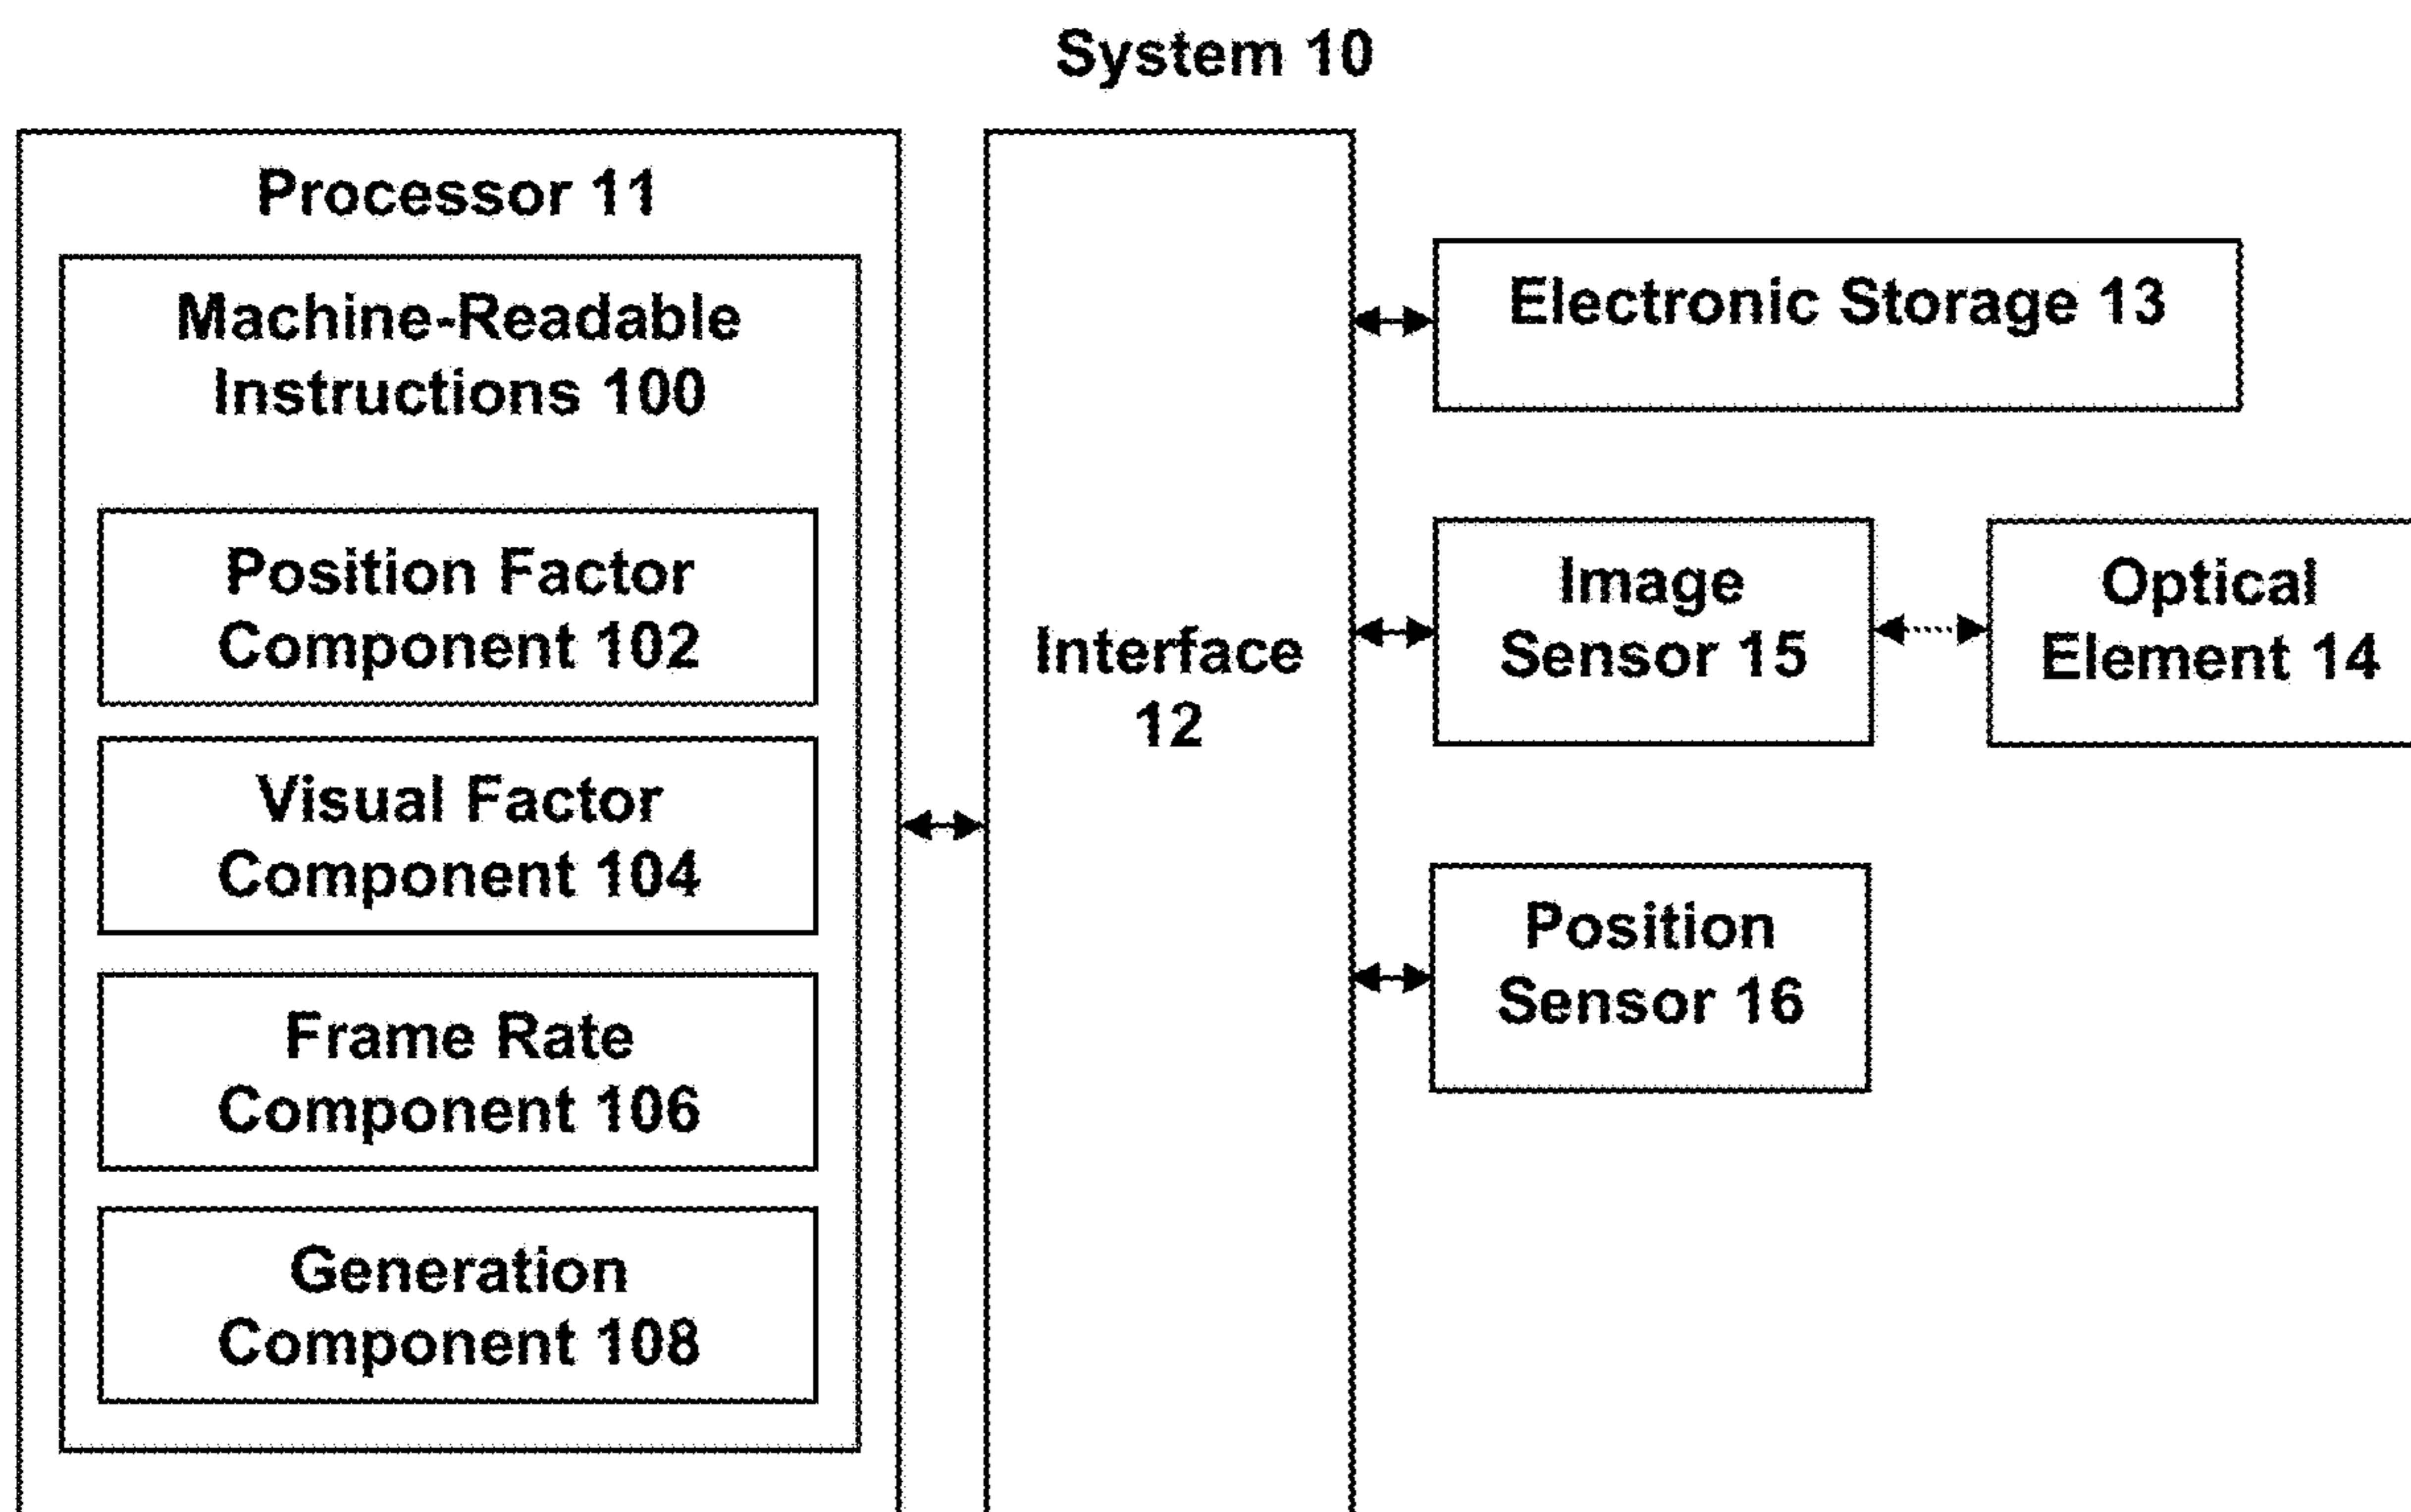 System 10
Processor 11
Machine-Readable
Instructions 100
Position Factor
Component 102
Visual Factor
Component 104
Frame Rate
Component 106
Generation
Component 108
Interface
12
Electronic Storage 13
Image
Sensor 15
Optical
Element 14
Position
Sensor 16